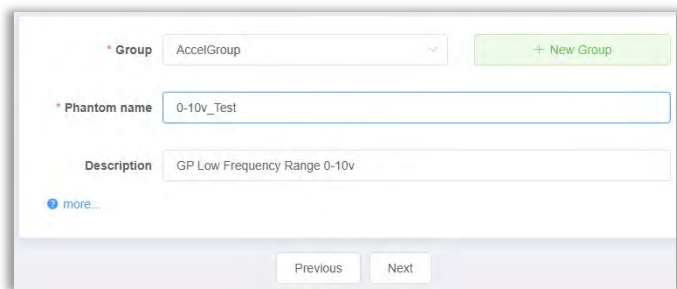 * Group AccelGroup + New Group
* Phantom name 0-10v_Test
Description GP Low Frequency Range 0-10v
? more...
Previous Next